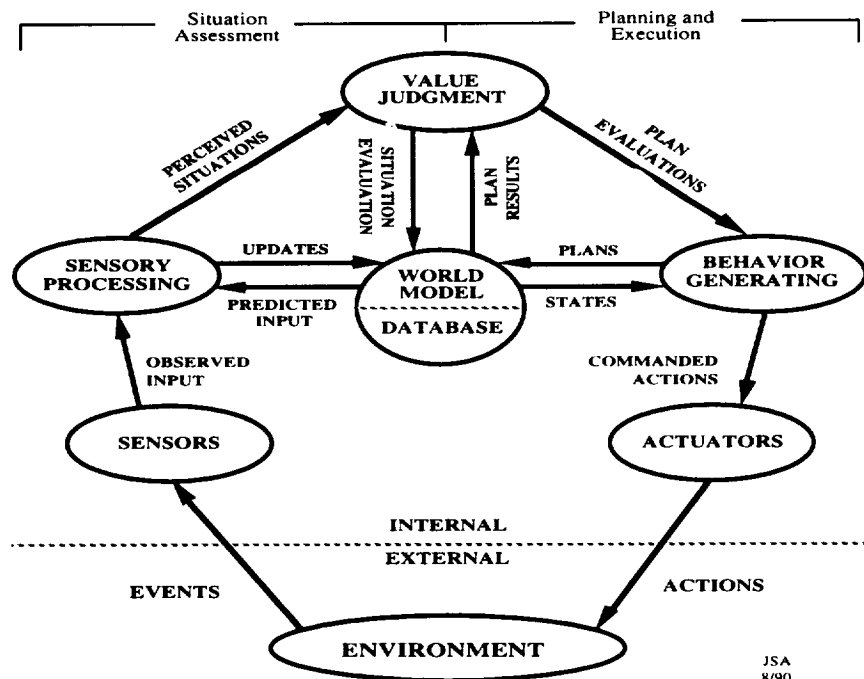 Situation
Assessment
Planning and
Execution
VALUE
JUDGMENT
PERCEIVED
SITUATIONS
SITUATION
EVALUATION
PLAN
RESULTS
PLAN
EVALUATIONS
SENSORY
PROCESSING
UPDATES
PREDICTED
INPUT
WORLD
MODEL
DATABASE
PLANS
STATES
BEHAVIOR
GENERATING
OBSERVED
INPUT
COMMANDED
ACTIONS
SENSORS
ACTUATORS
INTERNAL
EXTERNAL
EVENTS
ACTIONS
ENVIRONMENT
JSA
8/90